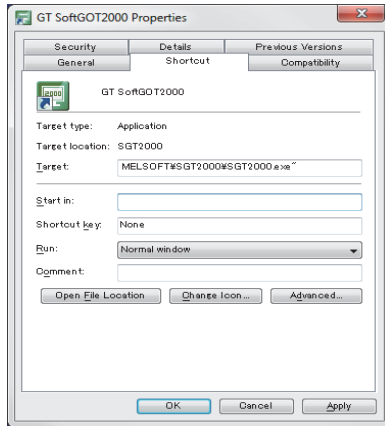 GT SoftGOT2000 Properties
Security Details Previous Versions
General Shortcut Compatibility
GT SoftGOT2000
Target type: Application
Target location: SGT2000
Target: MELSOFT¥SGT2000¥SGT2000.exe"
Start in:
Shortcut key: None
Run: Normal window
Comment:
Open File Location Change Icon... Advanced...
OK Cancel Apply